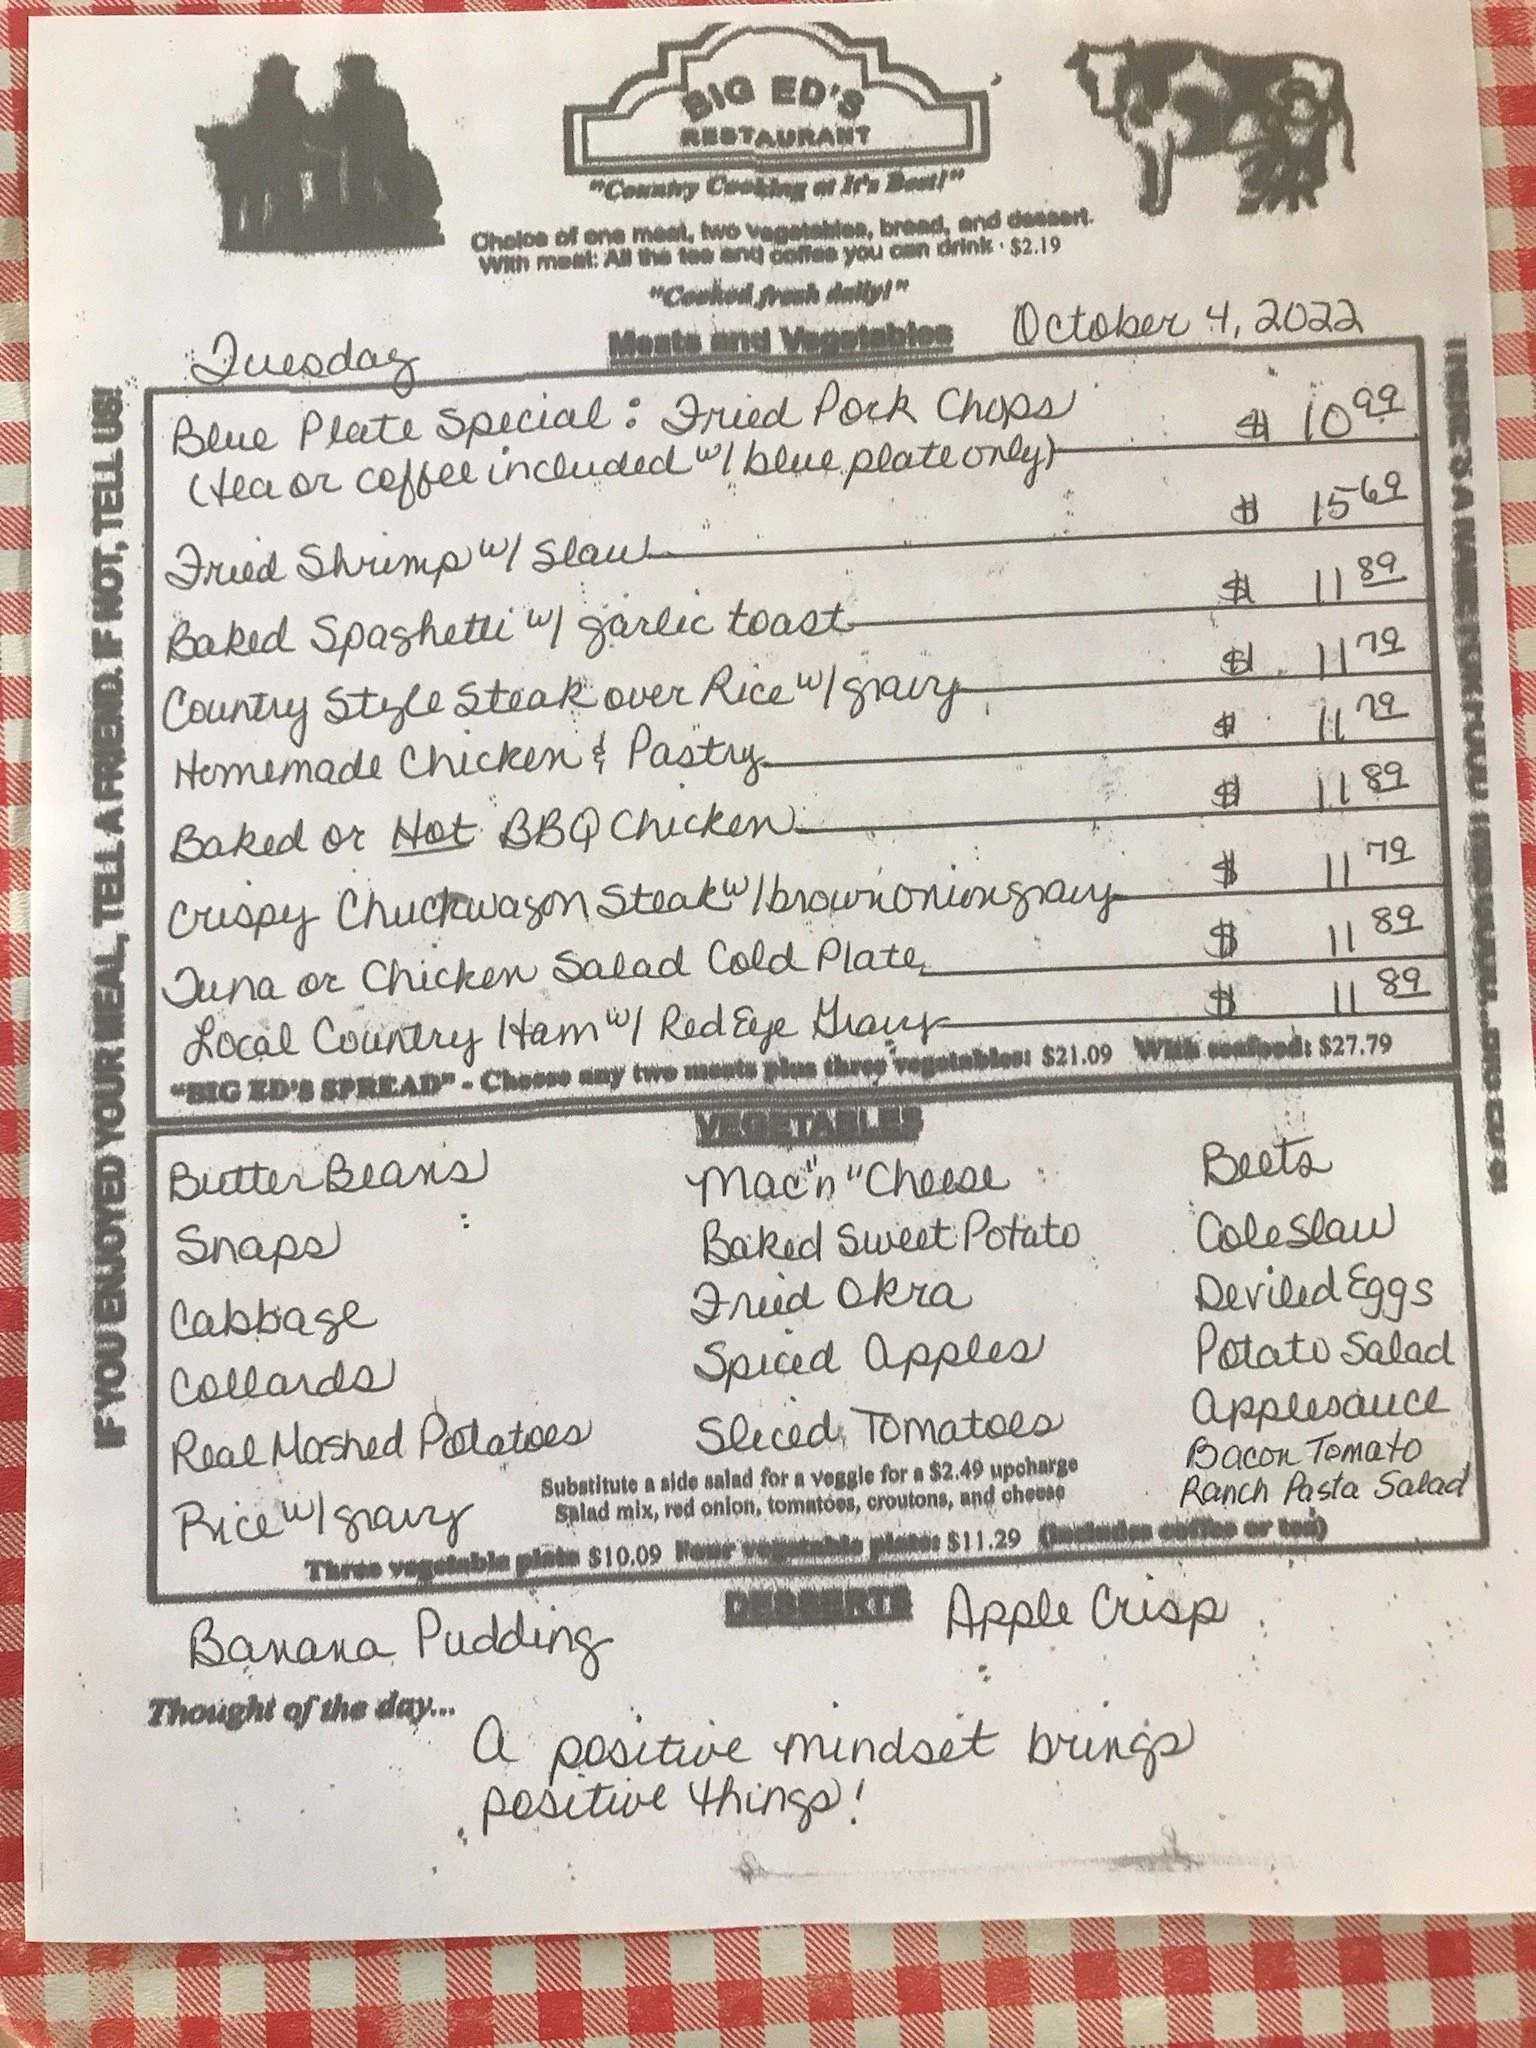 BIG ED'S
RESTAURANT
"Country Cooking at It's Best!"
Choice of one meat, two vegetables, bread, and dessert.
With meal: All the tea and coffee you can drink · $2.19
"Cooked fresh daily!"
Tuesday
Meats and Vegetables
October 4, 2022
Blue Plate Special: Fried Pork Chops $ 10 99
(tea or coffee included w/ blue plate only)
Fried Shrimp w/ slaw $ 15 69
Baked Spaghetti w/ garlic toast $ 11 89
Country Style Steak over Rice w/ gravy $ 11 79
Homemade Chicken & Pastry $ 11 79
Baked or Hot BBQ Chicken $ 11 89
Crispy Chuckwagon Steak w/ brown onion gravy $ 11 79
Tuna or Chicken Salad Cold Plate $ 11 89
Local Country Ham w/ Red Eye Gravy $ 11 89
"BIG ED'S SPREAD" - Choose any two meats plus three vegetables: $21.09 With seafood: $27.79
VEGETABLES
Butter Beans
Snaps
Cabbage
Collards
Real Mashed Potatoes
Rice w/ gravy
Mac "n" Cheese
Baked Sweet Potato
Fried Okra
Spiced Apples
Sliced Tomatoes
Beets
Cole Slaw
Deviled Eggs
Potato Salad
Applesauce
Bacon Tomato
Ranch Pasta Salad
Substitute a side salad for a veggie for a $2.49 upcharge
Salad mix, red onion, tomatoes, croutons, and cheese
Three vegetable plate $10.09 Four vegetable plate: $11.29 (includes coffee or tea)
DESSERTS
Banana Pudding
Apple Crisp
Thought of the day...
A positive mindset brings
positive things!
IF YOU ENJOYED YOUR MEAL, TELL A FRIEND. IF NOT, TELL US!
THERE'S A